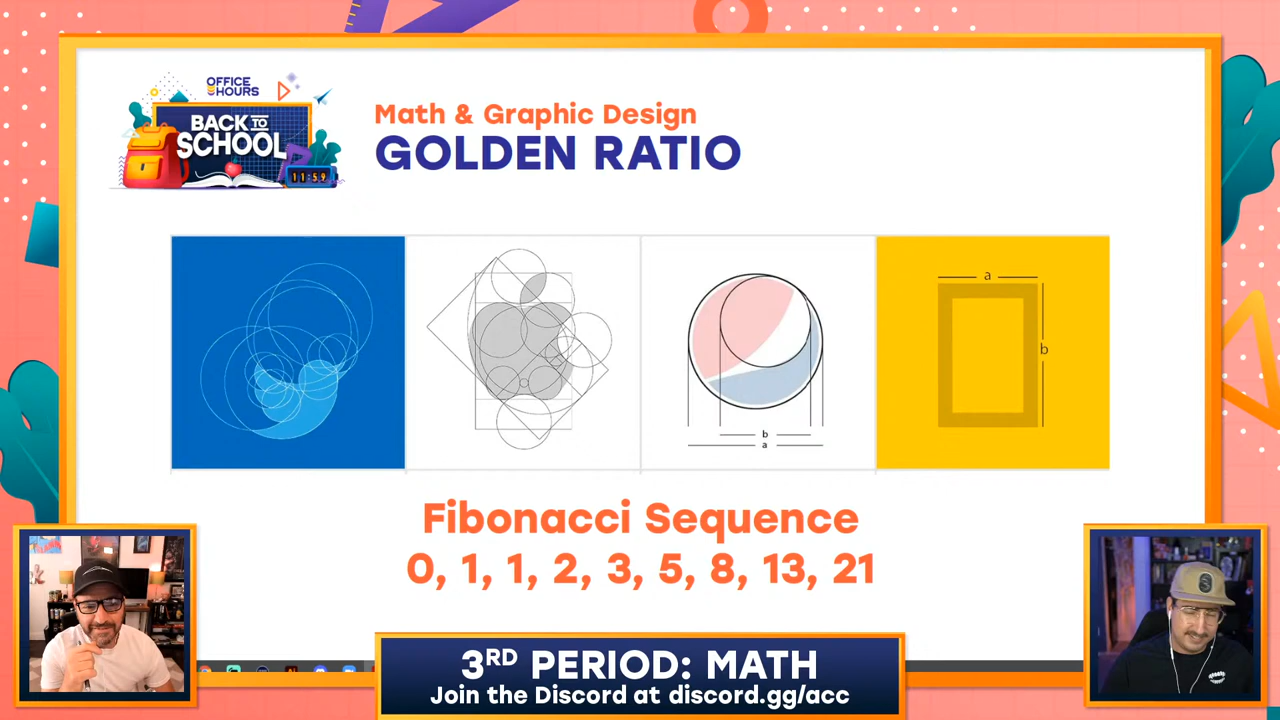 OFFICE
HOURS
BACK TO
SCHOOL
11:59
Math & Graphic Design
GOLDEN RATIO
a
b
b
a
Fibonacci Sequence
0, 1, 1, 2, 3, 5, 8, 13, 21
3RD PERIOD: MATH
Join the Discord at discord.gg/acc